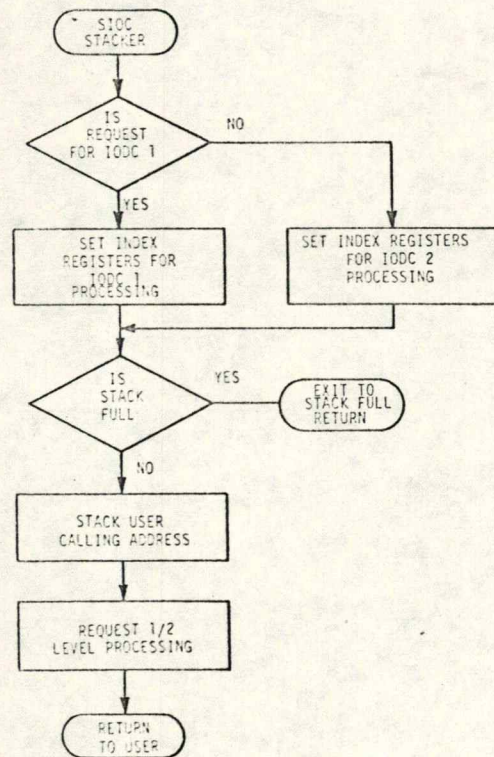 SIOC
STACKER
IS
REQUEST
FOR IODC 1
NO
YES
SET INDEX
REGISTERS FOR
IODC 1
PROCESSING
SET INDEX REGISTERS
FOR IODC 2
PROCESSING
IS
STACK
FULL
YES
EXIT TO
STACK FULL
RETURN
NO
STACK USER
CALLING ADDRESS
REQUEST 1/2
LEVEL PROCESSING
RETURN
TO USER